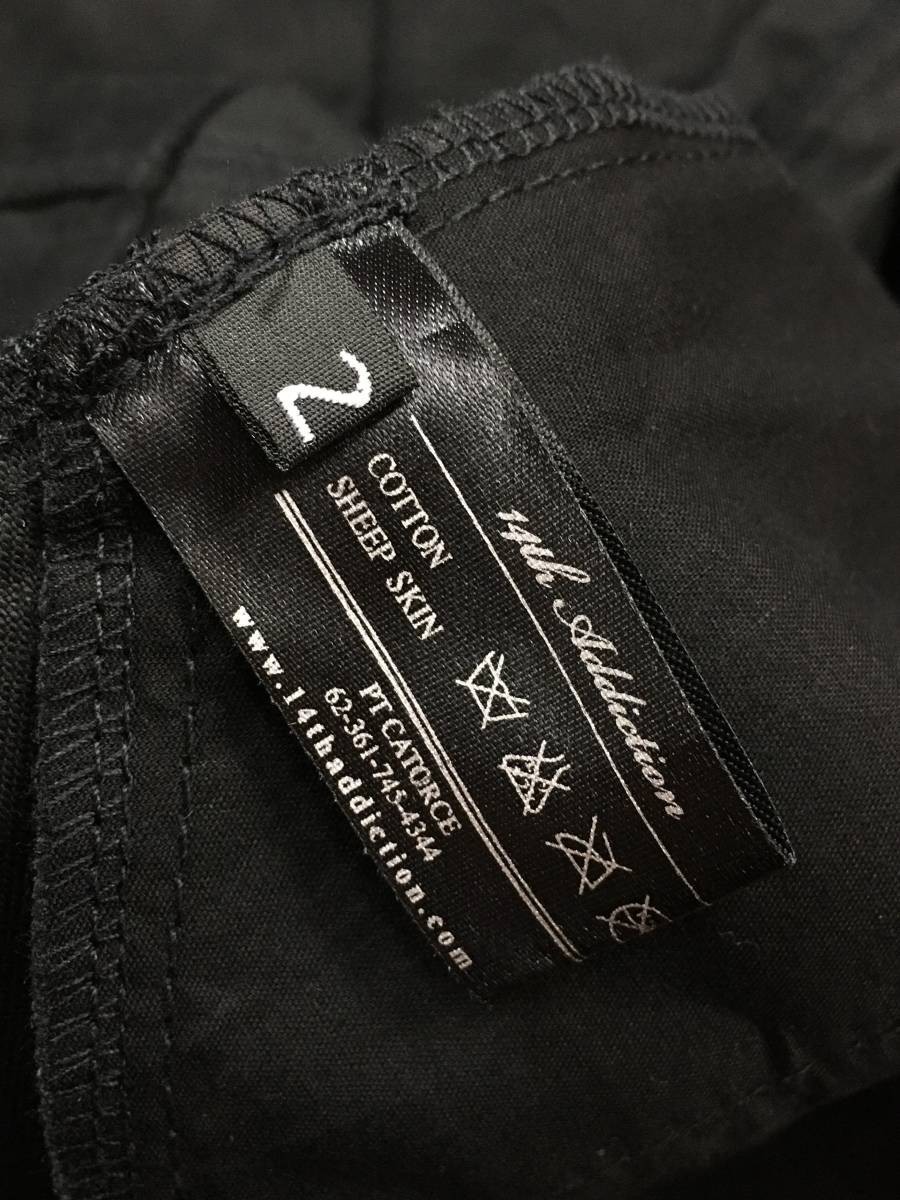 2
14th Addiction
COTTON
SHEEP SKIN
PT CATORCE
62-361-745-4344
www.14thaddiction.com